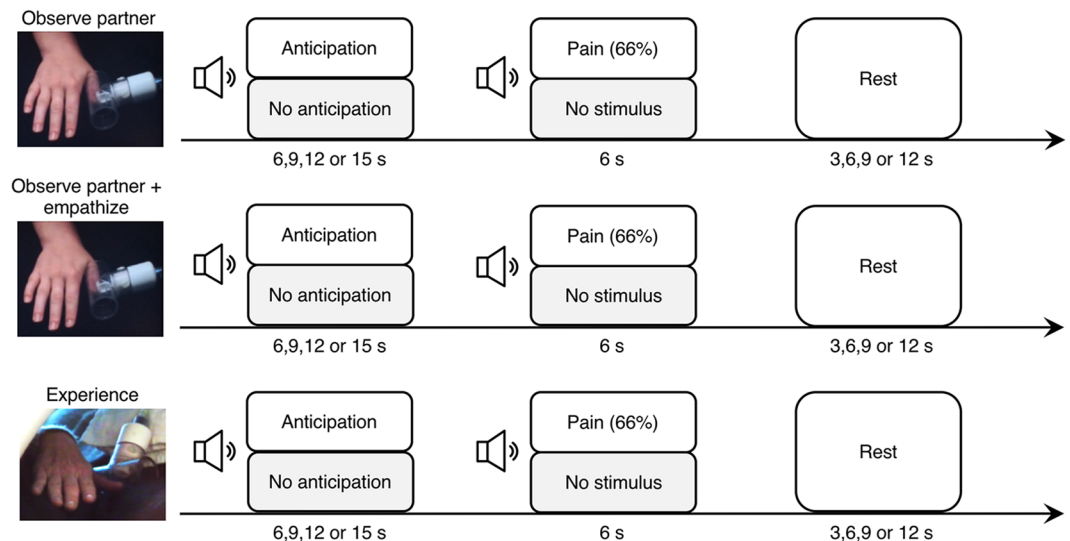 Observe partner
Anticipation
No anticipation
6,9,12 or 15 s
Pain (66%)
No stimulus
6 s
Rest
3,6,9 or 12 s
Observe partner +
empathize
Anticipation
No anticipation
6,9,12 or 15 s
Pain (66%)
No stimulus
6 s
Rest
3,6,9 or 12 s
Experience
Anticipation
No anticipation
6,9,12 or 15 s
Pain (66%)
No stimulus
6 s
Rest
3,6,9 or 12 s